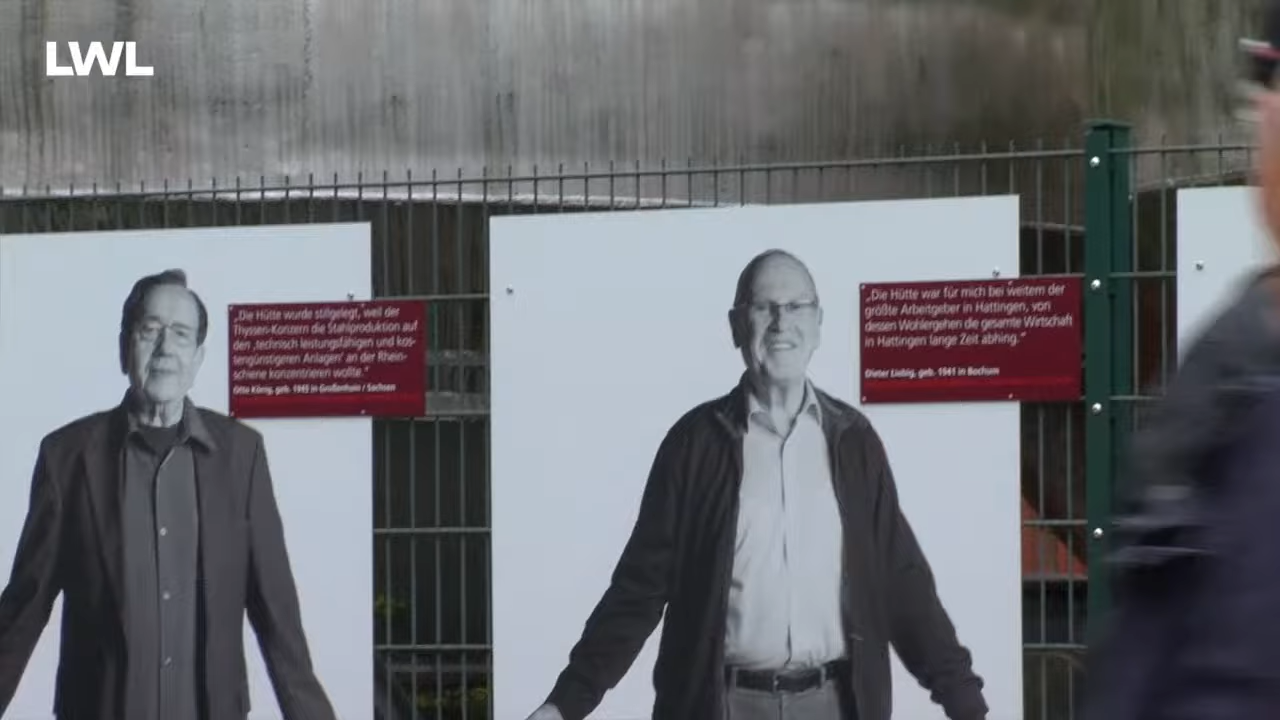 LWL
„Die Hütte wurde stillgelegt, weil der
Thyssen-Konzern die Stahlproduktion auf
den ‚technisch leistungsfähigen und kos-
tengünstigeren Anlagen‘ an der Rhein-
schiene konzentrieren wollte.“
Otto König, geb. 1945 in Großenhain / Sachsen
„Die Hütte war für mich bei weitem der
größte Arbeitgeber in Hattingen, von
dessen Wohlergehen die gesamte Wirtschaft
in Hattingen lange Zeit abhing.“
Dieter Liebig, geb. 1941 in Bochum